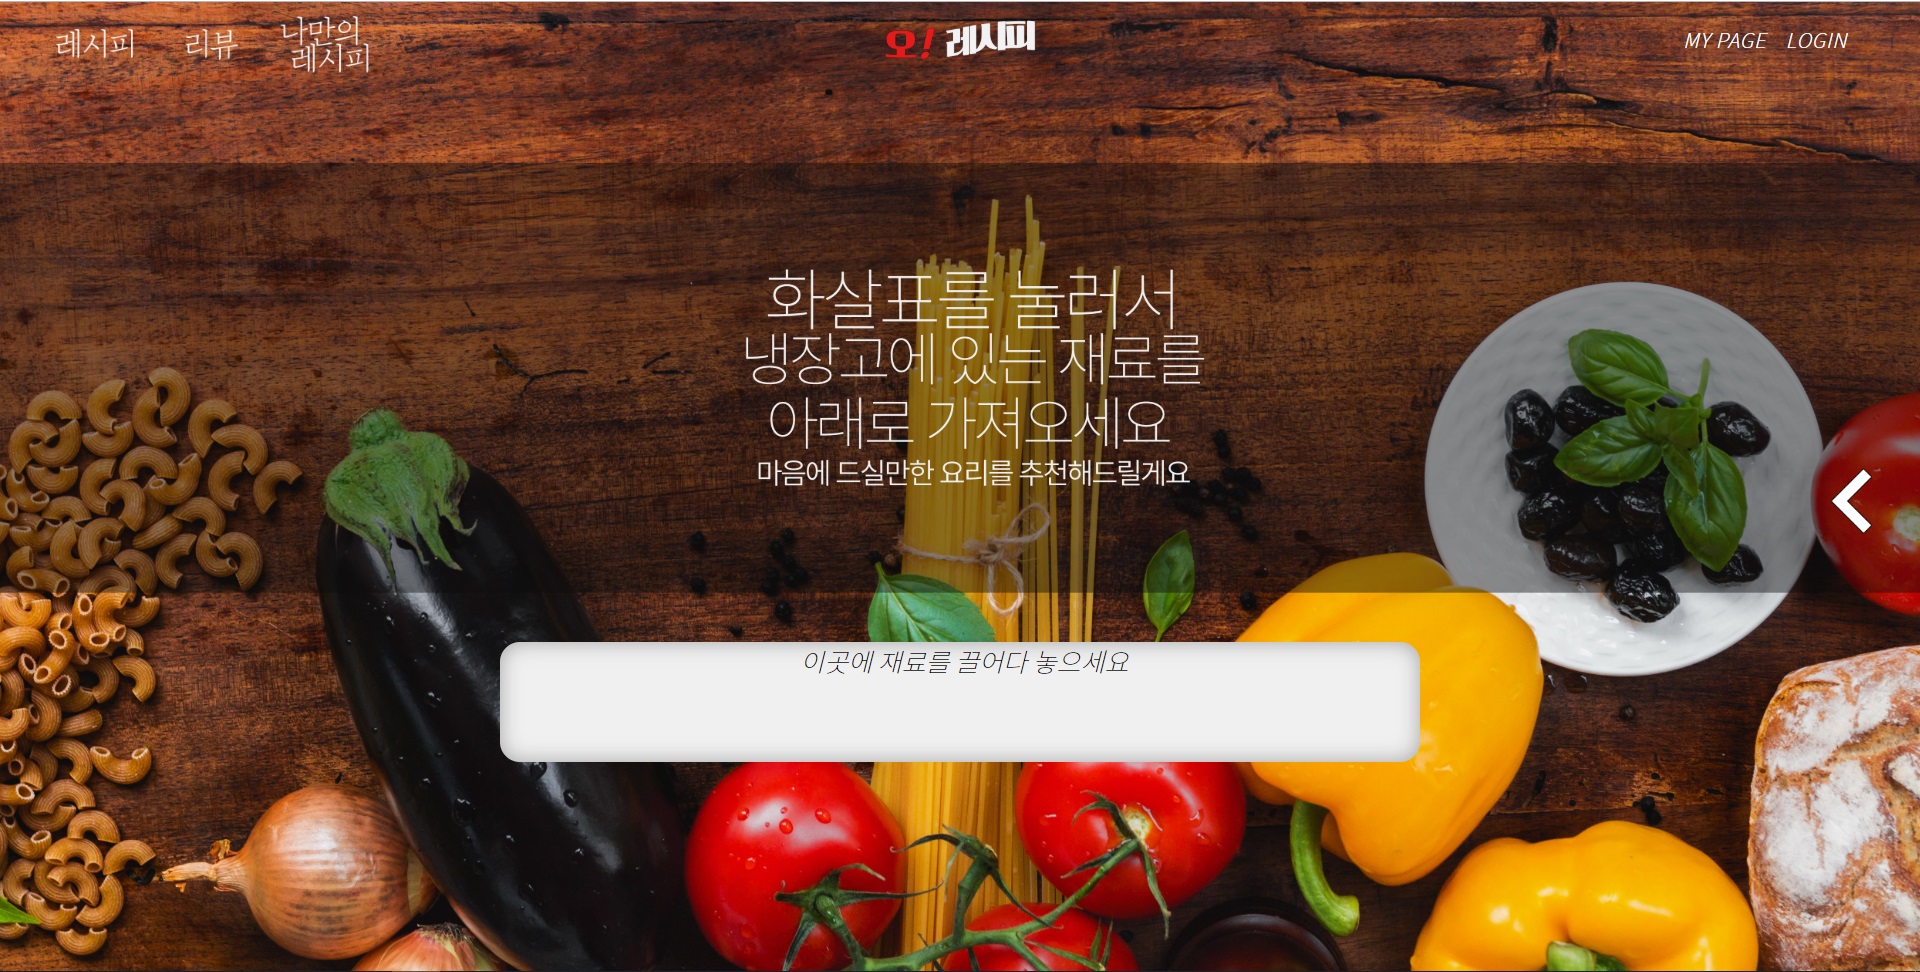 레시피
리뷰
나만의
레시피
오! 레시피
MY PAGE
LOGIN
화살표를 눌러서
냉장고에 있는 재료를
아래로 가져오세요
마음에 드실만한 요리를 추천해드릴게요
이곳에 재료를 끌어다 놓으세요